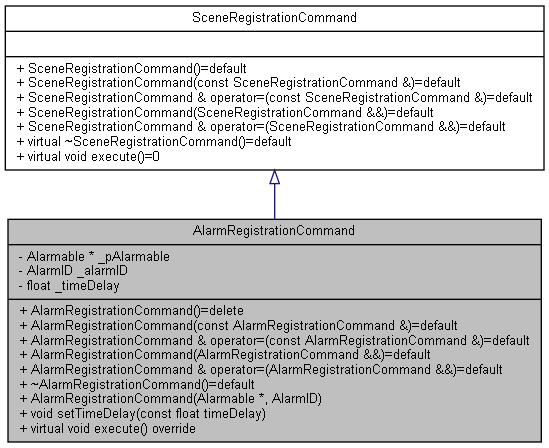 SceneRegistrationCommand
+ SceneRegistrationCommand()=default
+ SceneRegistrationCommand(const SceneRegistrationCommand &)=default
+ SceneRegistrationCommand & operator=(const SceneRegistrationCommand &)=default
+ SceneRegistrationCommand(SceneRegistrationCommand &&)=default
+ SceneRegistrationCommand & operator=(SceneRegistrationCommand &&)=default
+ virtual ~SceneRegistrationCommand()=default
+ virtual void execute()=0
AlarmRegistrationCommand
- Alarmable * _pAlarmable
- AlarmID _alarmID
- float _timeDelay
+ AlarmRegistrationCommand()=delete
+ AlarmRegistrationCommand(const AlarmRegistrationCommand &)=default
+ AlarmRegistrationCommand & operator=(const AlarmRegistrationCommand &)=default
+ AlarmRegistrationCommand(AlarmRegistrationCommand &&)=default
+ AlarmRegistrationCommand & operator=(AlarmRegistrationCommand &&)=default
+ ~AlarmRegistrationCommand()=default
+ AlarmRegistrationCommand(Alarmable *, AlarmID)
+ void setTimeDelay(const float timeDelay)
+ virtual void execute() override